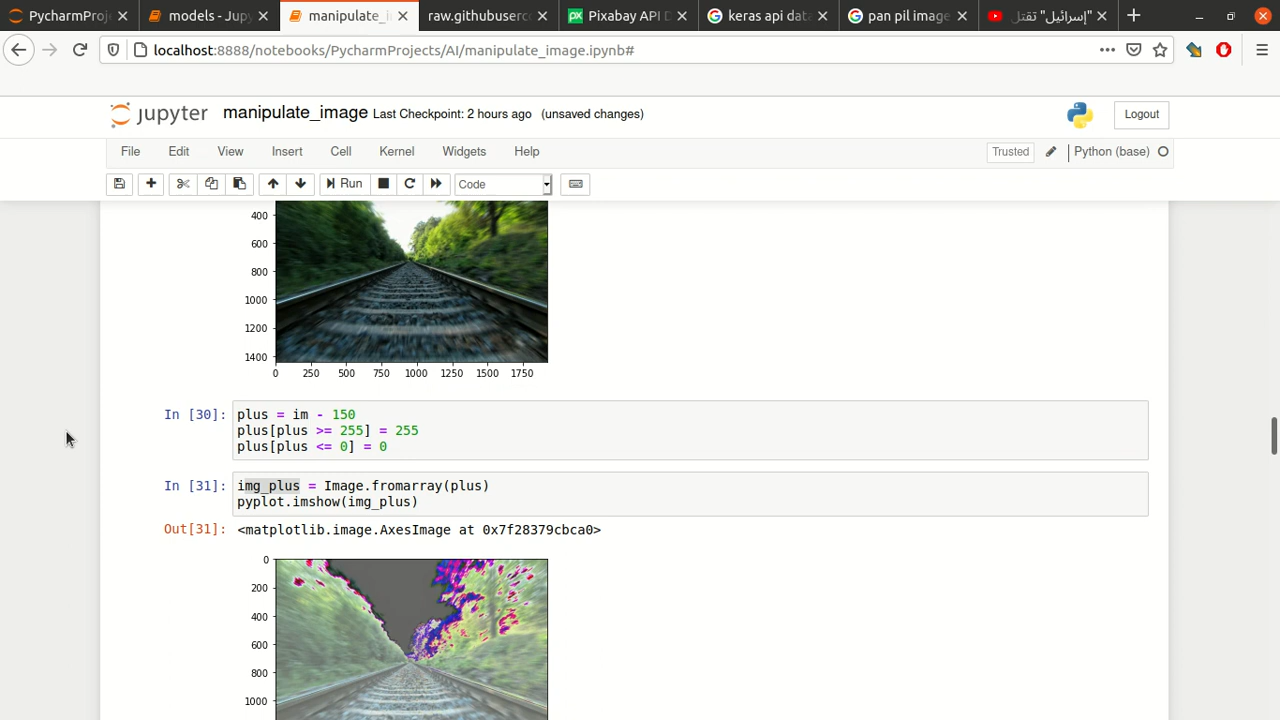 PycharmProj
models - Jup
manipulate_i
raw.githubuserc
Pixabay API D
keras api data
pan pil image
إسرائيل" تقتل"
localhost:8888/notebooks/PycharmProjects/AI/manipulate_image.ipynb#
jupyter manipulate_image Last Checkpoint: 2 hours ago (unsaved changes)
Logout
File Edit View Insert Cell Kernel Widgets Help
Trusted Python (base)
Run Code
400
600
800
1000
1200
1400
0 250 500 750 1000 1250 1500 1750
In [30]: plus = im - 150
plus[plus >= 255] = 255
plus[plus <= 0] = 0
In [31]: img_plus = Image.fromarray(plus)
pyplot.imshow(img_plus)
Out[31]: <matplotlib.image.AxesImage at 0x7f28379cbca0>
0
200
400
600
800
1000